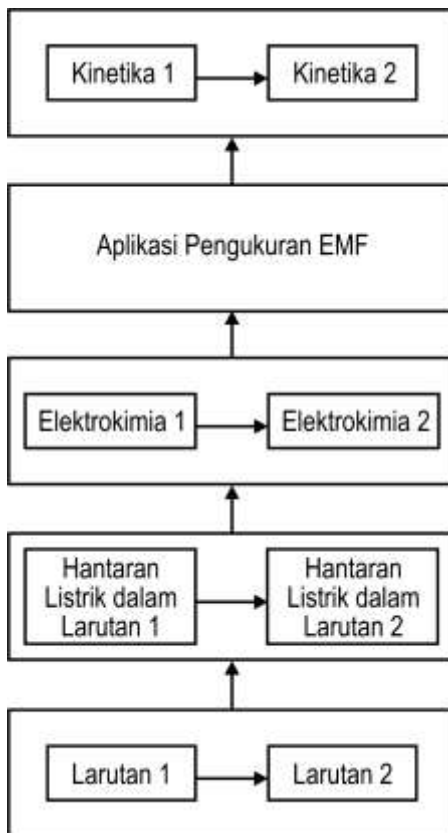 Kinetika 1
Kinetika 2
Aplikasi Pengukuran EMF
Elektrokimia 1
Elektrokimia 2
Hantaran
Listrik dalam
Larutan 1
Hantaran
Listrik dalam
Larutan 2
Larutan 1
Larutan 2